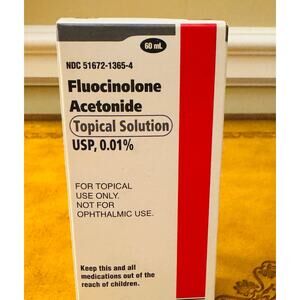 60 mL
NDC 51672-1365-4
Fluocinolone
Acetonide
Topical Solution
USP, 0.01%
FOR TOPICAL
USE ONLY.
NOT FOR
OPHTHALMIC USE.
Keep this and all
medications out of the
reach of children.